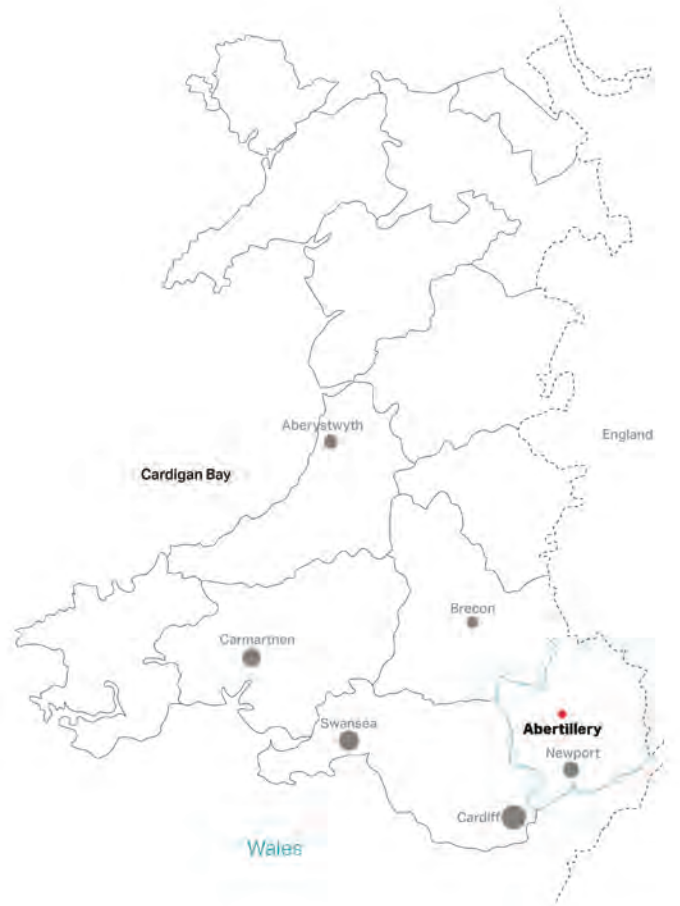 Aberystwyth
England
Cardigan Bay
Brecon
Carmarthen
Swansea
Abertillery
Newport
Cardiff
Wales